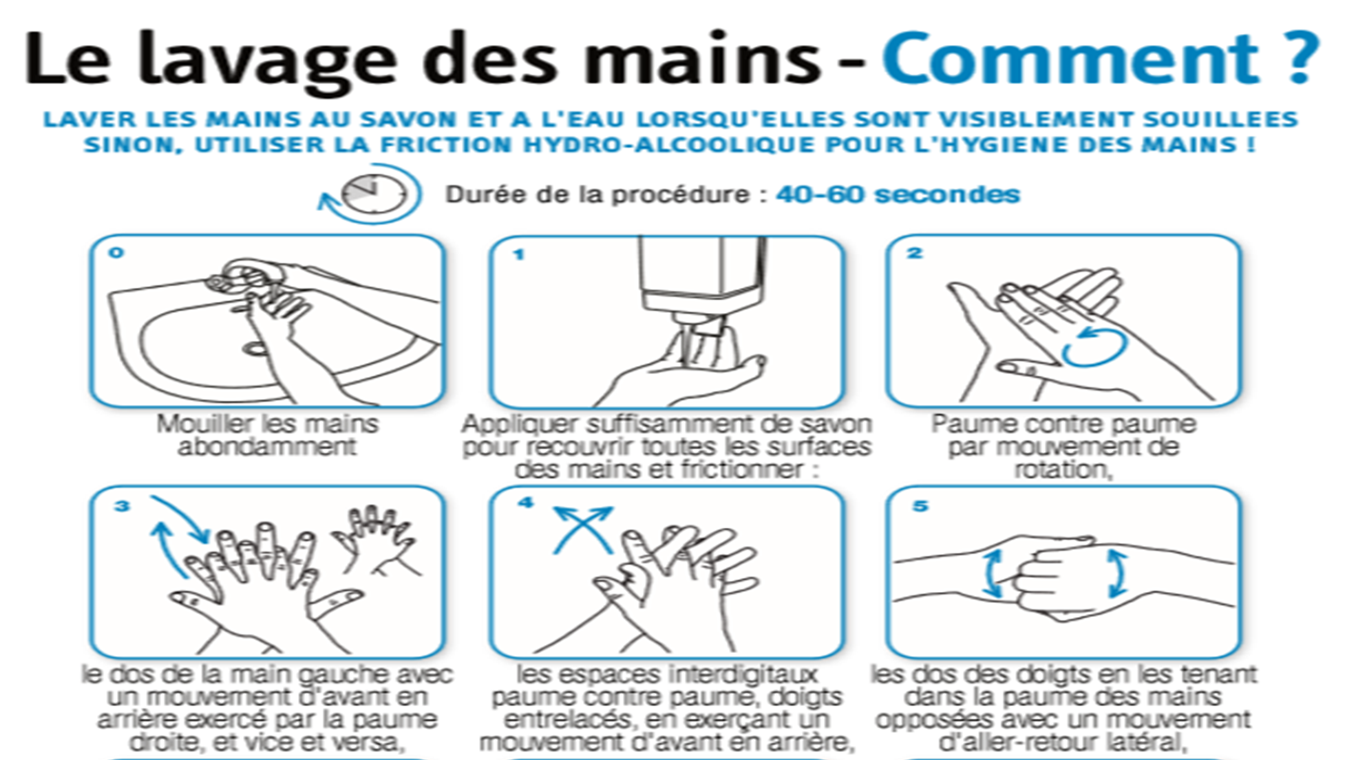 Le lavage des mains - Comment ?
LAVER LES MAINS AU SAVON ET A L'EAU LORSQU'ELLES SONT VISIBLEMENT SOUILLEES
SINON, UTILISER LA FRICTION HYDRO-ALCOOLIQUE POUR L'HYGIENE DES MAINS !
Durée de la procédure : 40-60 secondes
0
Mouiller les mains
abondamment
1
Appliquer suffisamment de savon
pour recouvrir toutes les surfaces
des mains et frictionner :
2
Paume contre paume
par mouvement de
rotation,
3
le dos de la main gauche avec
un mouvement d'avant en
arrière exercé par la paume
droite, et vice et versa,
4
les espaces interdigitaux
paume contre paume, doigts
entrelacés, en exerçant un
mouvement d'avant en arrière,
5
les dos des doigts en les tenant
dans la paume des mains
opposées avec un mouvement
d'aller-retour latéral,